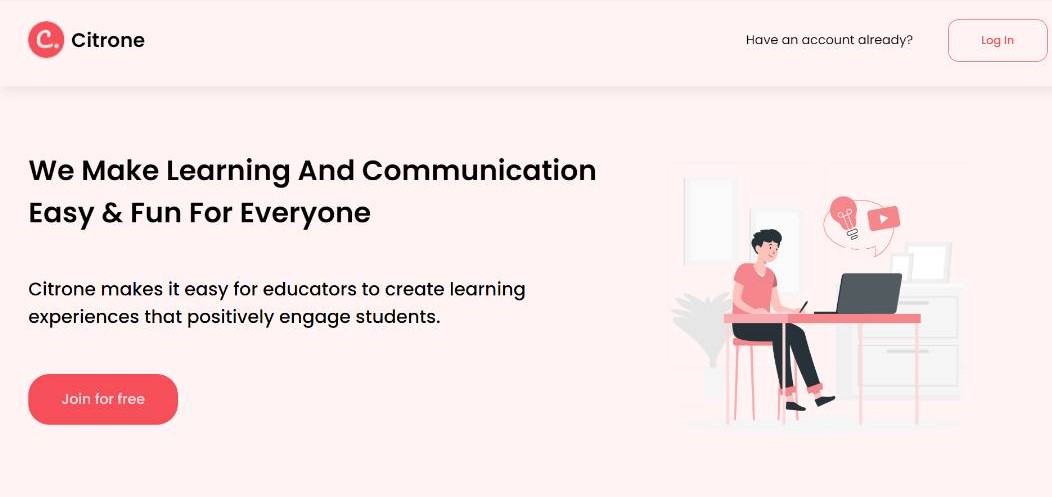 C. Citrone
Have an account already?
Log In
We Make Learning And Communication
Easy & Fun For Everyone
Citrone makes it easy for educators to create learning
experiences that positively engage students.
Join for free